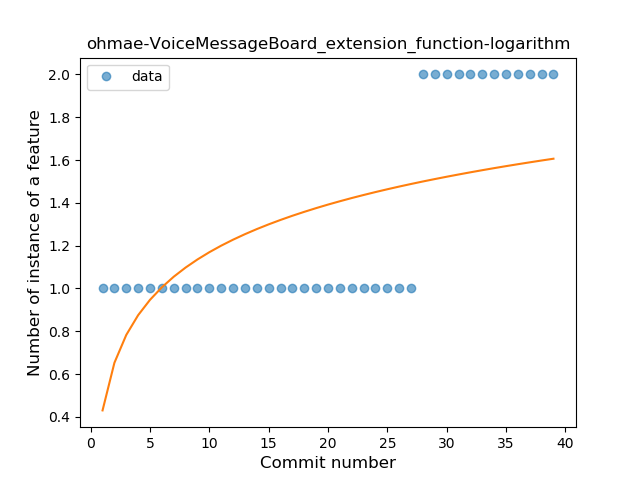 ohmae-VoiceMessageBoard_extension_function-logarithm
data
Number of instance of a feature
2.0
1.8
1.6
1.4
1.2
1.0
0.8
0.6
0.4
0 5 10 15 20 25 30 35 40
Commit number